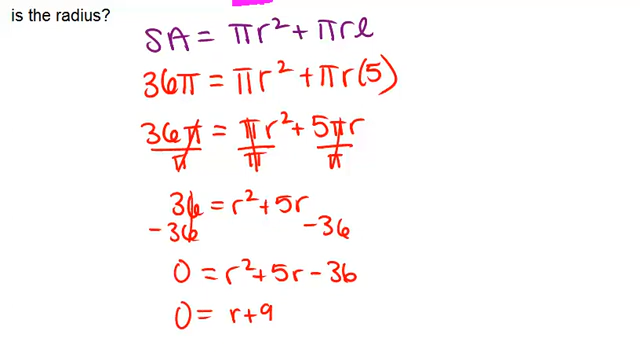 is the radius?
SA = πr² + πrl
36π = πr² + πr(5)
36π/π = πr²/π + 5πr/π
36 = r² + 5r
-36 -36
0 = r² + 5r - 36
0 = r + 9